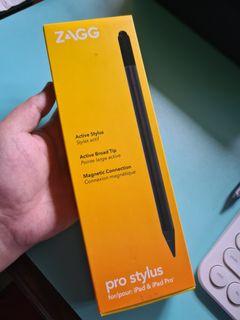 ZAGG
Active Stylus
Stylet actif
Active Broad Tip
Pointe large active
Magnetic Connection
Connexion magnétique
pro stylus
for/pour: iPad & iPad Pro